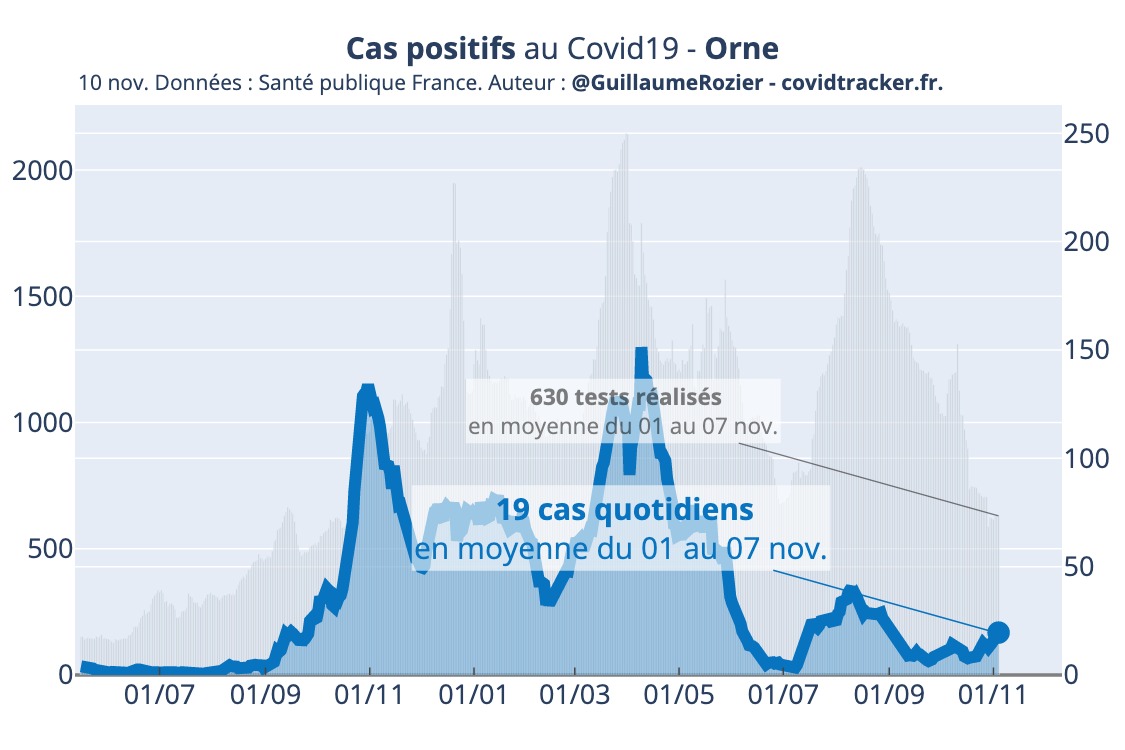 Cas positifs au Covid19 - Orne
10 nov. Données : Santé publique France. Auteur : @GuillaumeRozier - covidtracker.fr.
250
2000
200
1500
150
630 tests réalisés
en moyenne du 01 au 07 nov.
1000
100
19 cas quotidiens
en moyenne du 01 au 07 nov.
500
50
0
0
01/07 01/09 01/11 01/01 01/03 01/05 01/07 01/09 01/11